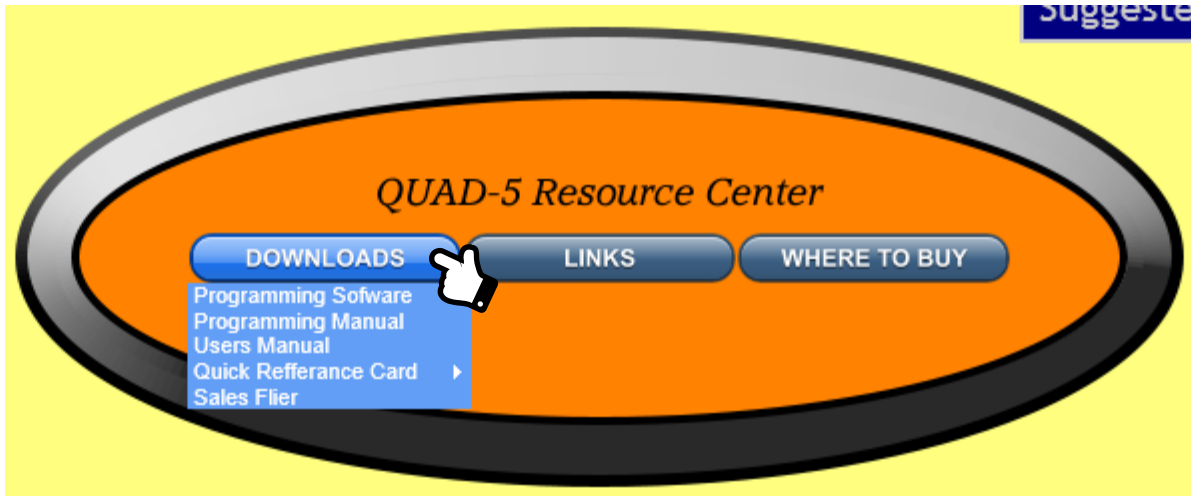 Suggeste
QUAD-5 Resource Center
DOWNLOADS
LINKS
WHERE TO BUY
Programming Sofware
Programming Manual
Users Manual
Quick Refferance Card
Sales Flier